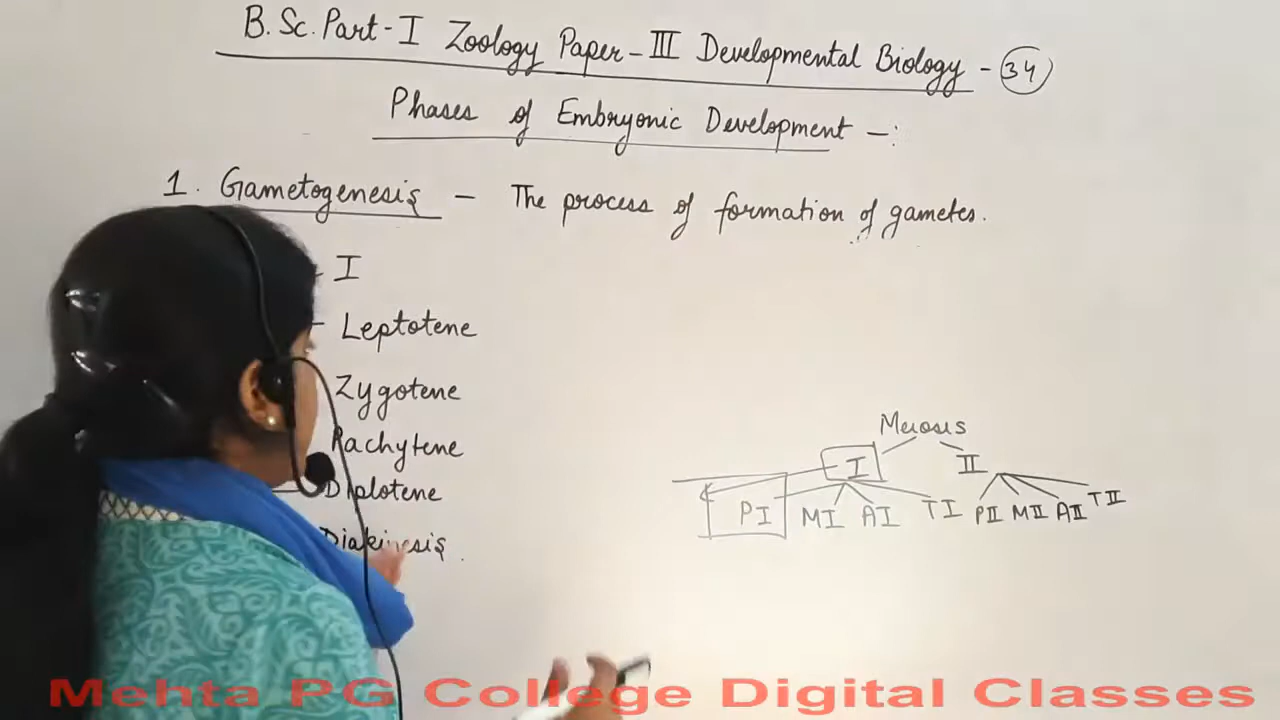 B.Sc. Part-I Zoology Paper-III Developmental Biology - 34
Phases of Embryonic Development -:
1. Gametogenesis - The process of formation of gametes.
- I
- Leptotene
Zygotene
Pachytene
Diplotene
Diakinesis.
Meiosis
I II
PI MI AI TI PII MII AII TII
Mehta PG College Digital Classes